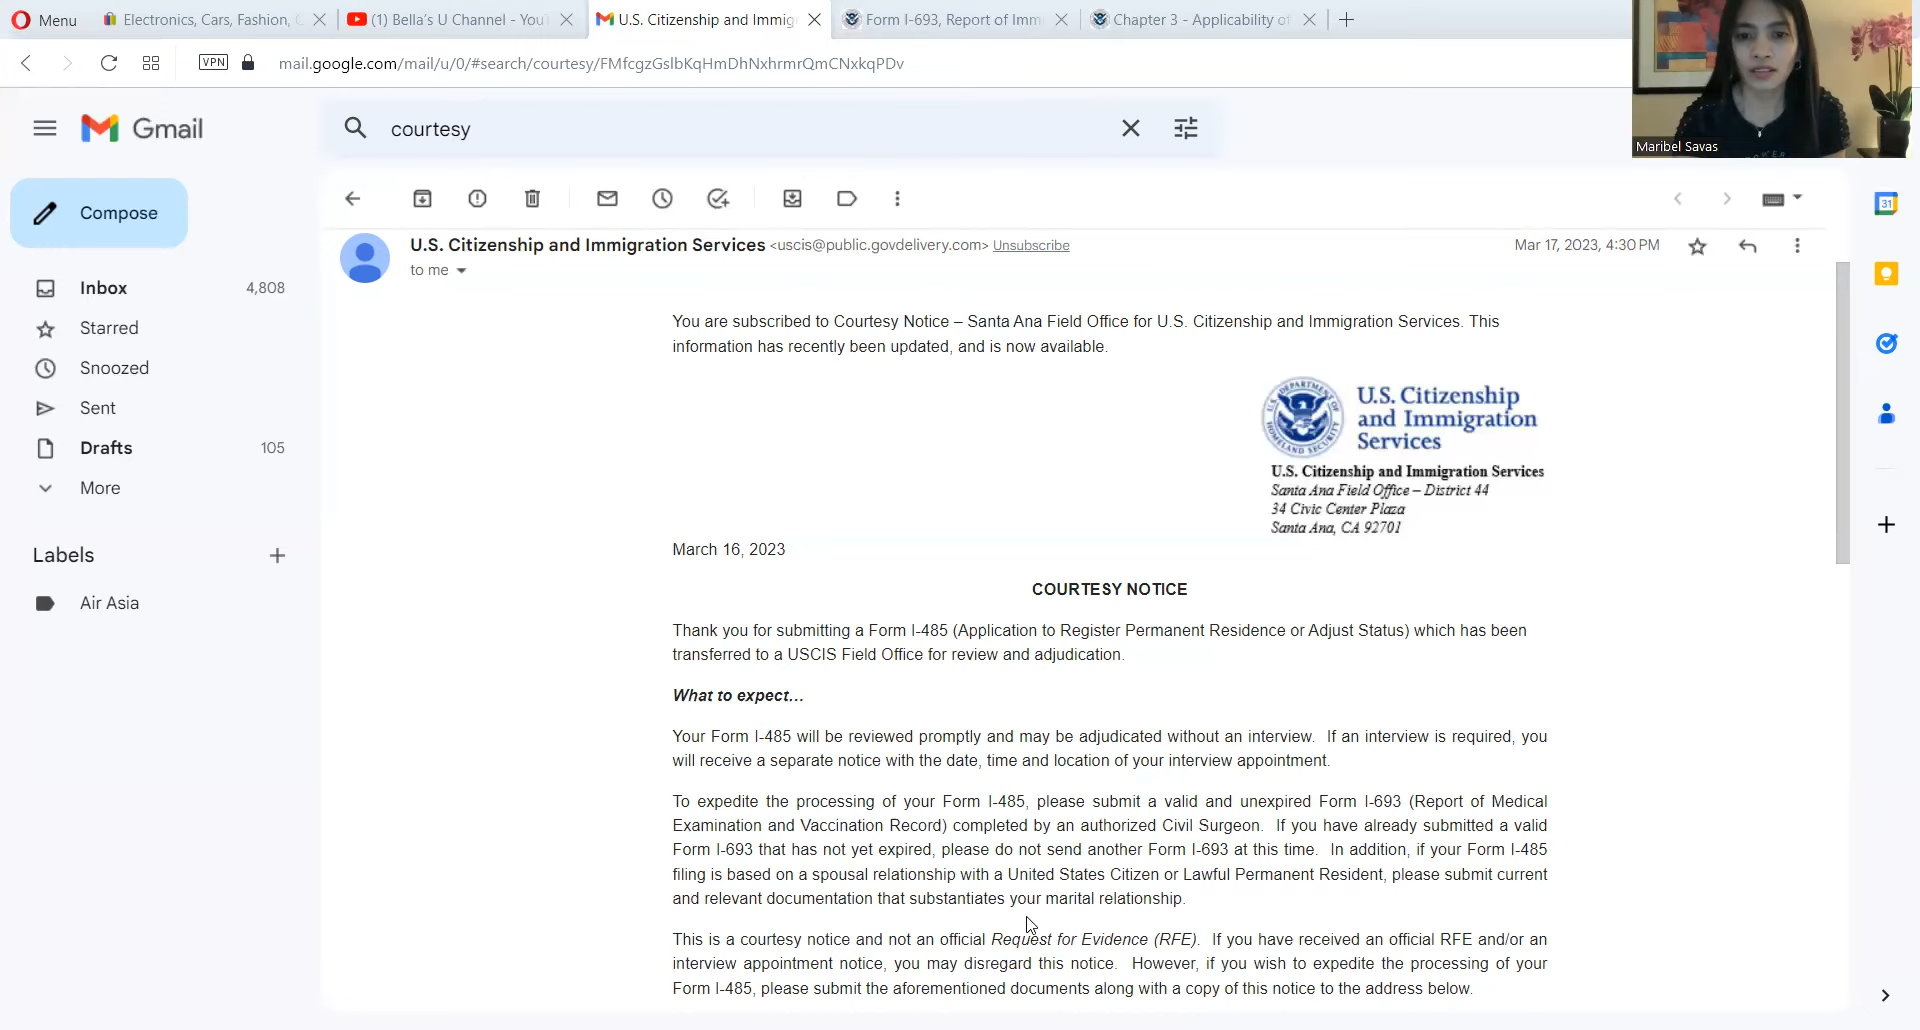 Menu
Electronics, Cars, Fashion,
(1) Bella's U Channel - You
U.S. Citizenship and Immig
Form I-693, Report of Imm
Chapter 3 - Applicability of
VPN
mail.google.com/mail/u/0/#search/courtesy/FMfcgzGslbKqHmDhNxhrmrQmCNxkqPDv
Maribel Savas
Gmail
courtesy
Compose
Inbox 4,808
Starred
Snoozed
Sent
Drafts 105
More
Labels
Air Asia
31
U.S. Citizenship and Immigration Services <uscis@public.govdelivery.com> Unsubscribe
Mar 17, 2023, 4:30 PM
to me
You are subscribed to Courtesy Notice – Santa Ana Field Office for U.S. Citizenship and Immigration Services. This
information has recently been updated, and is now available.
U.S. Citizenship
and Immigration
Services
U.S. Citizenship and Immigration Services
Santa Ana Field Office – District 44
34 Civic Center Plaza
Santa Ana, CA 92701
March 16, 2023
COURTESY NOTICE
Thank you for submitting a Form I-485 (Application to Register Permanent Residence or Adjust Status) which has been
transferred to a USCIS Field Office for review and adjudication.
What to expect…
Your Form I-485 will be reviewed promptly and may be adjudicated without an interview. If an interview is required, you
will receive a separate notice with the date, time and location of your interview appointment.
To expedite the processing of your Form I-485, please submit a valid and unexpired Form I-693 (Report of Medical
Examination and Vaccination Record) completed by an authorized Civil Surgeon. If you have already submitted a valid
Form I-693 that has not yet expired, please do not send another Form I-693 at this time. In addition, if your Form I-485
filing is based on a spousal relationship with a United States Citizen or Lawful Permanent Resident, please submit current
and relevant documentation that substantiates your marital relationship.
This is a courtesy notice and not an official Request for Evidence (RFE). If you have received an official RFE and/or an
interview appointment notice, you may disregard this notice. However, if you wish to expedite the processing of your
Form I-485, please submit the aforementioned documents along with a copy of this notice to the address below.